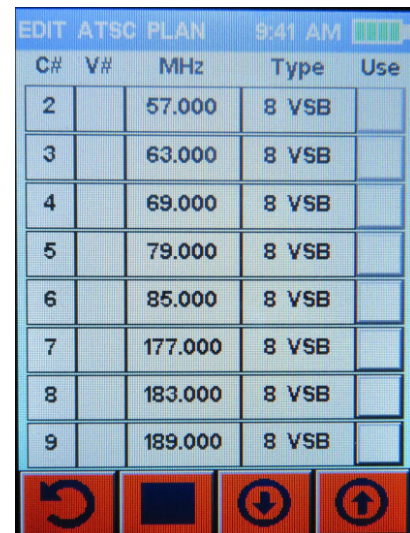 EDIT ATSC PLAN 9:41 AM
C# V# MHz Type Use
2 57.000 8 VSB
3 63.000 8 VSB
4 69.000 8 VSB
5 79.000 8 VSB
6 85.000 8 VSB
7 177.000 8 VSB
8 183.000 8 VSB
9 189.000 8 VSB